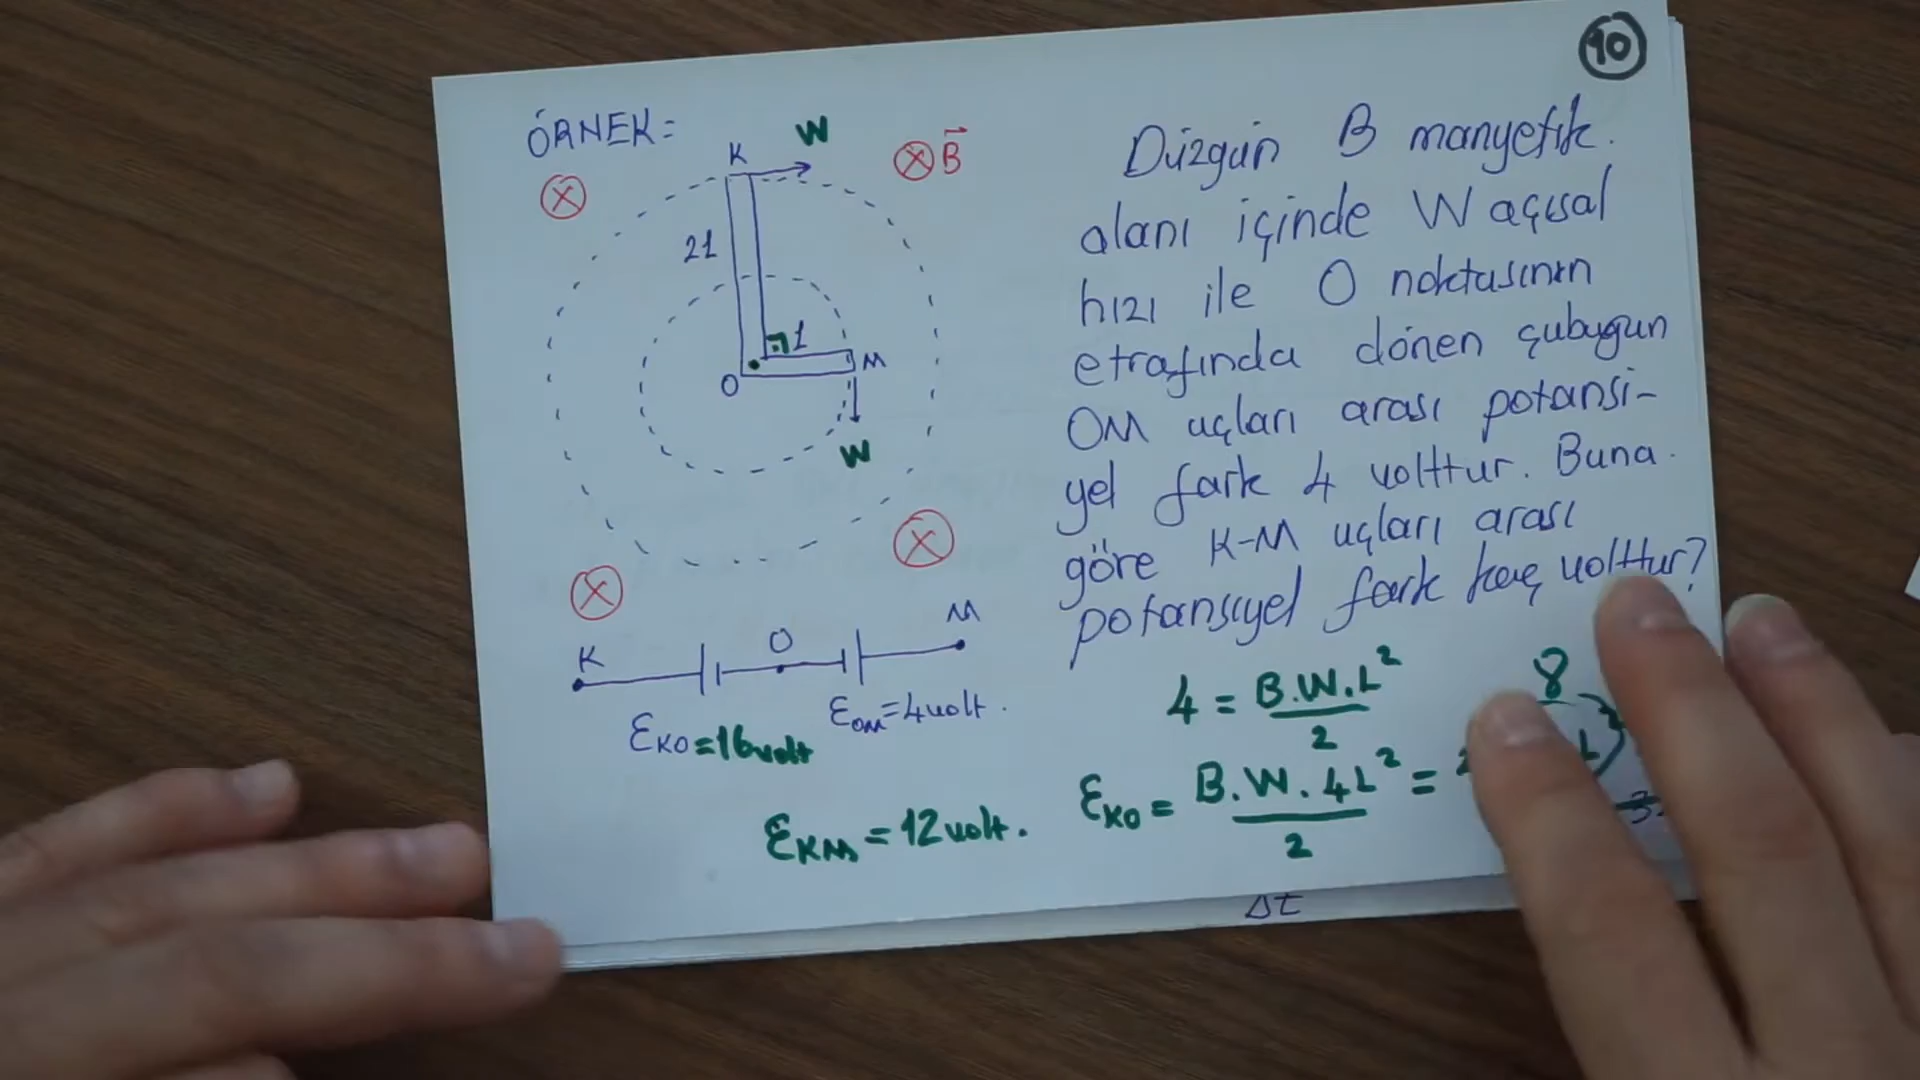 10
ÖRNEK=
K
W
B
2l
l
M
O
W
Düzgün B manyetik
alanı içinde W açısal
hızı ile O noktasının
etrafında dönen çubuğun
OM uçları arası potansi-
yel fark 4 volttur. Buna
göre K-M uçları arası
potansiyel fark kaç volttur?
K O M
εKO=16volt
εOM=4volt.
4 = B.W.L²
2
8
εKO = B.W.4L² =
2
L
εKM = 12volt.
Δt